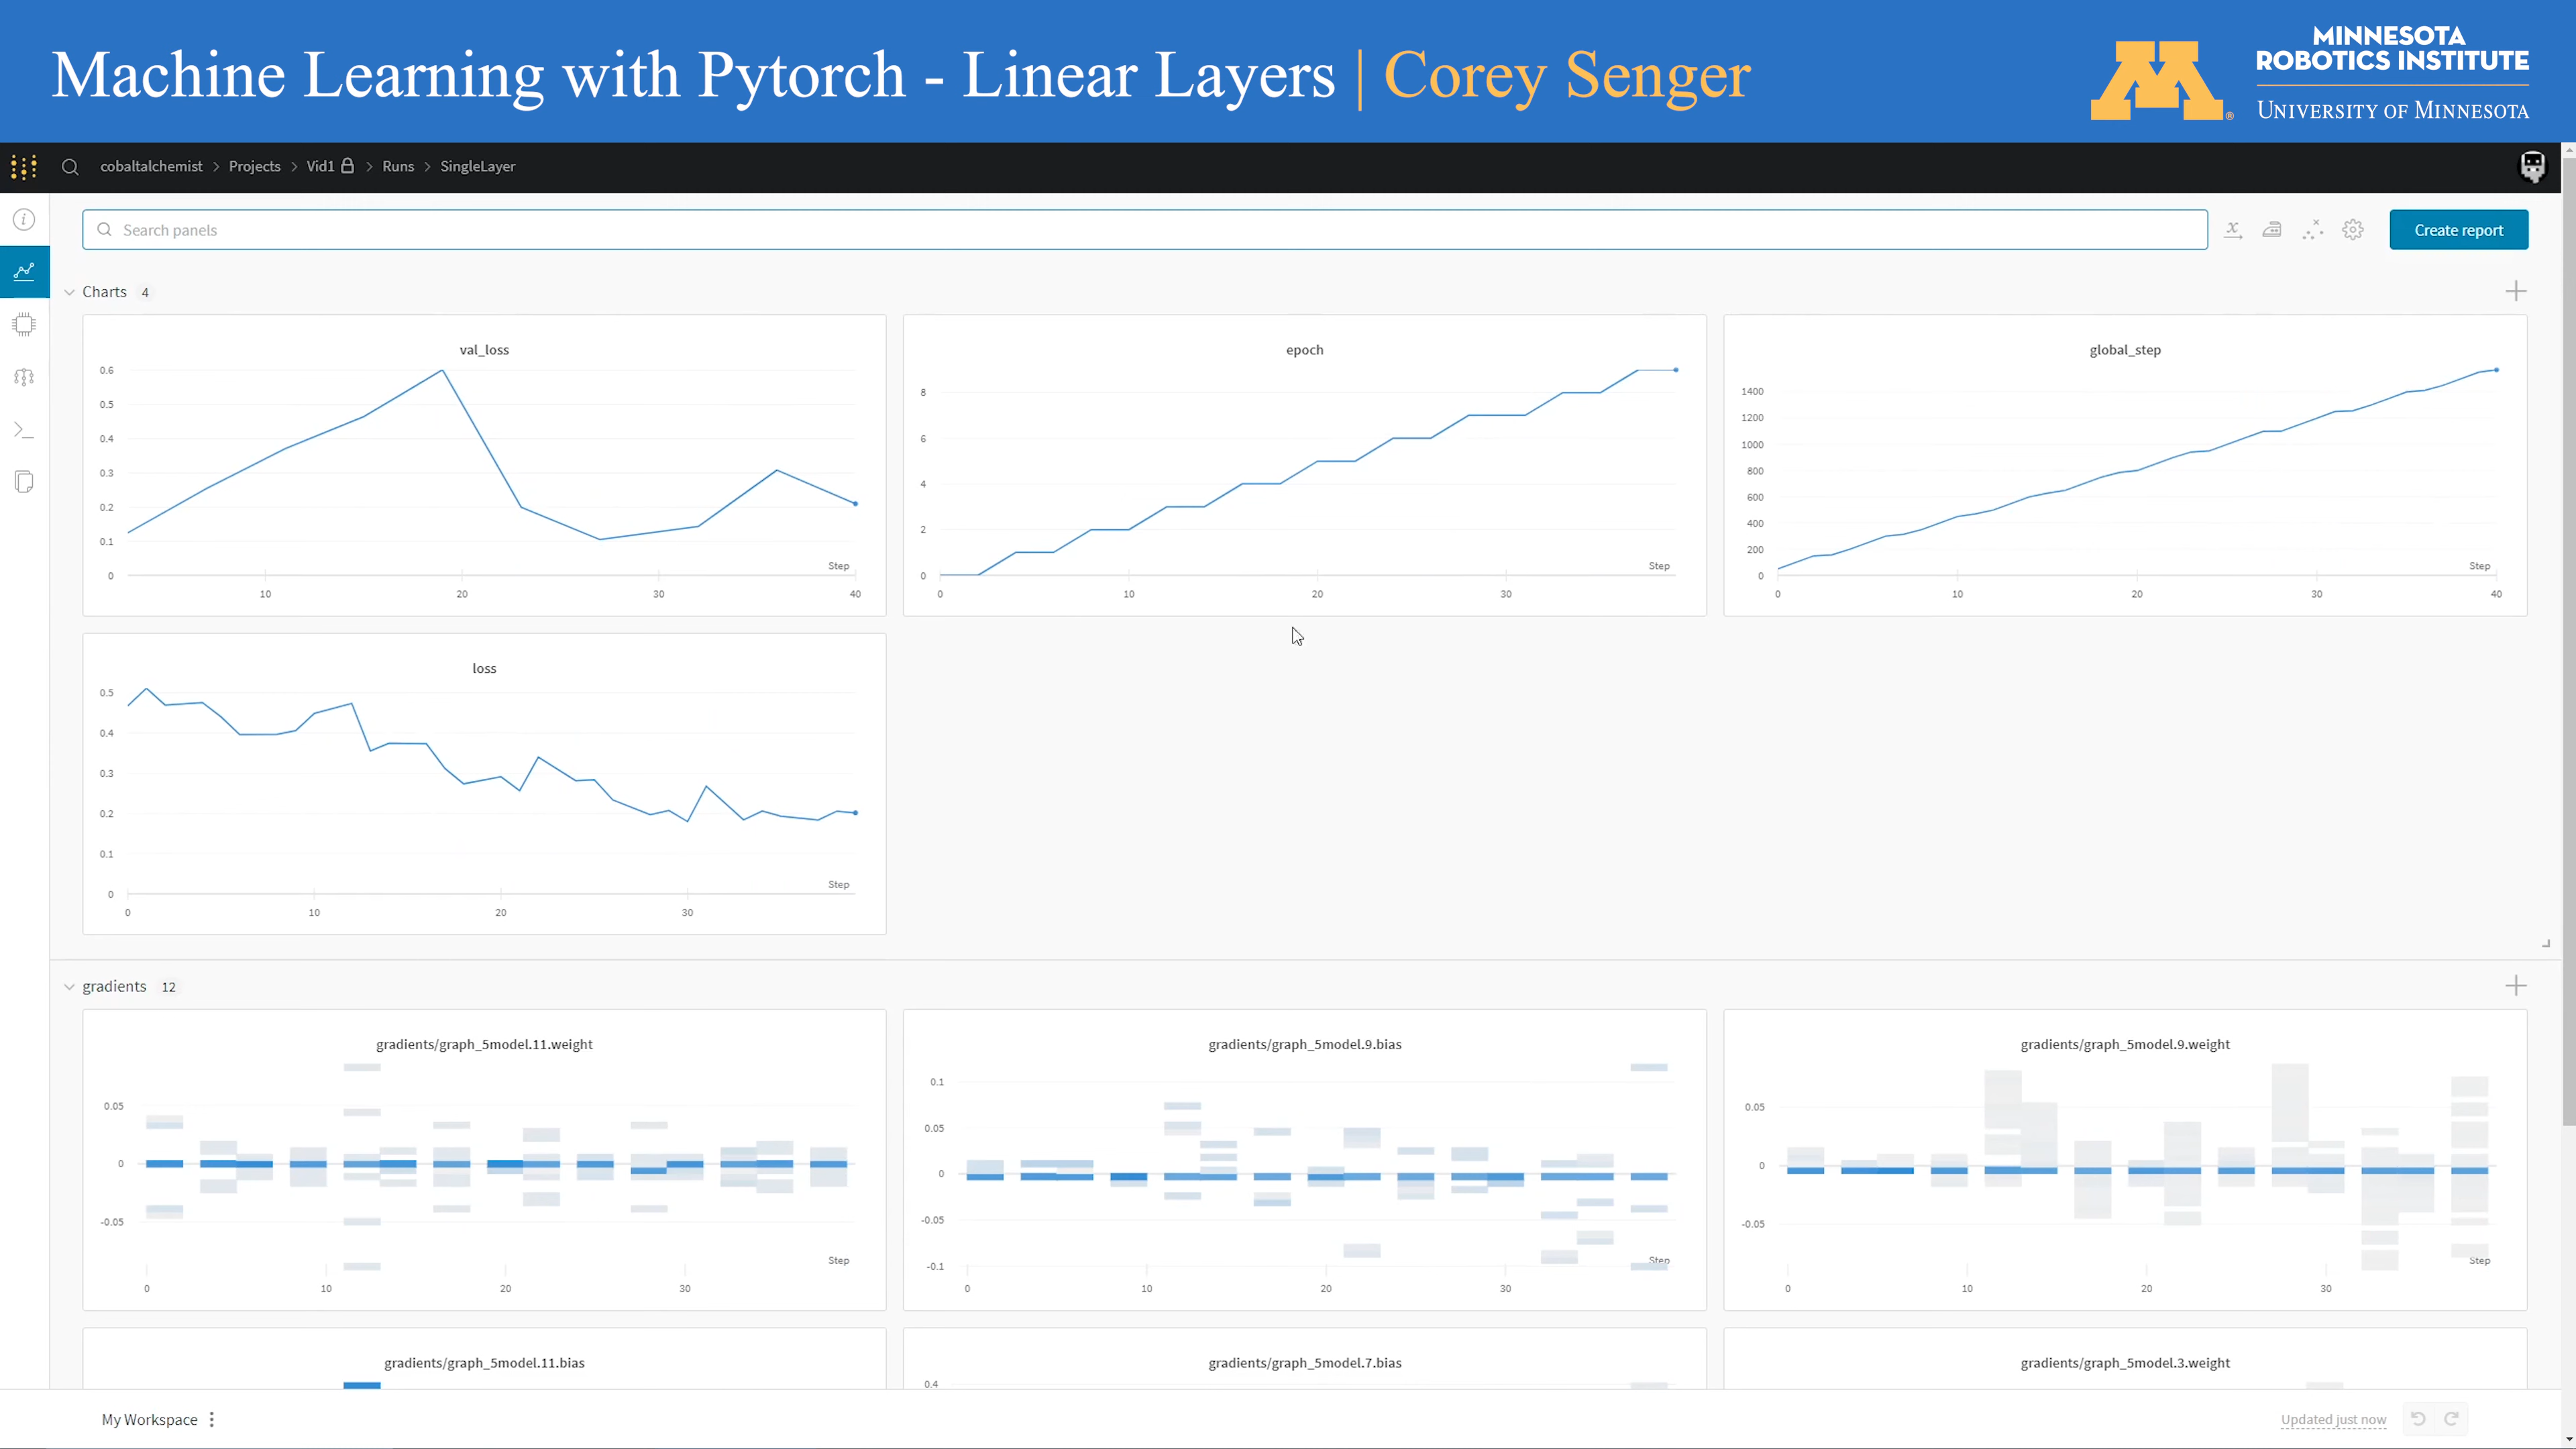 Machine Learning with Pytorch - Linear Layers | Corey Senger
MINNESOTA
ROBOTICS INSTITUTE
UNIVERSITY OF MINNESOTA
cobaltalchemist > Projects > Vid1 > Runs > SingleLayer
Search panels
Create report
Charts 4
val_loss
0.6
0.5
0.4
0.3
0.2
0.1
0
Step
10 20 30 40
epoch
8
6
4
2
0
Step
0 10 20 30
global_step
1400
1200
1000
800
600
400
200
0
Step
0 10 20 30 40
loss
0.5
0.4
0.3
0.2
0.1
0
Step
0 10 20 30
gradients 12
gradients/graph_5model.11.weight
0.05
0
-0.05
Step
0 10 20 30
gradients/graph_5model.9.bias
0.1
0.05
0
-0.05
-0.1
Step
0 10 20 30
gradients/graph_5model.9.weight
0.05
0
-0.05
Step
0 10 20 30
gradients/graph_5model.11.bias
gradients/graph_5model.7.bias
0.4
gradients/graph_5model.3.weight
My Workspace
Updated just now